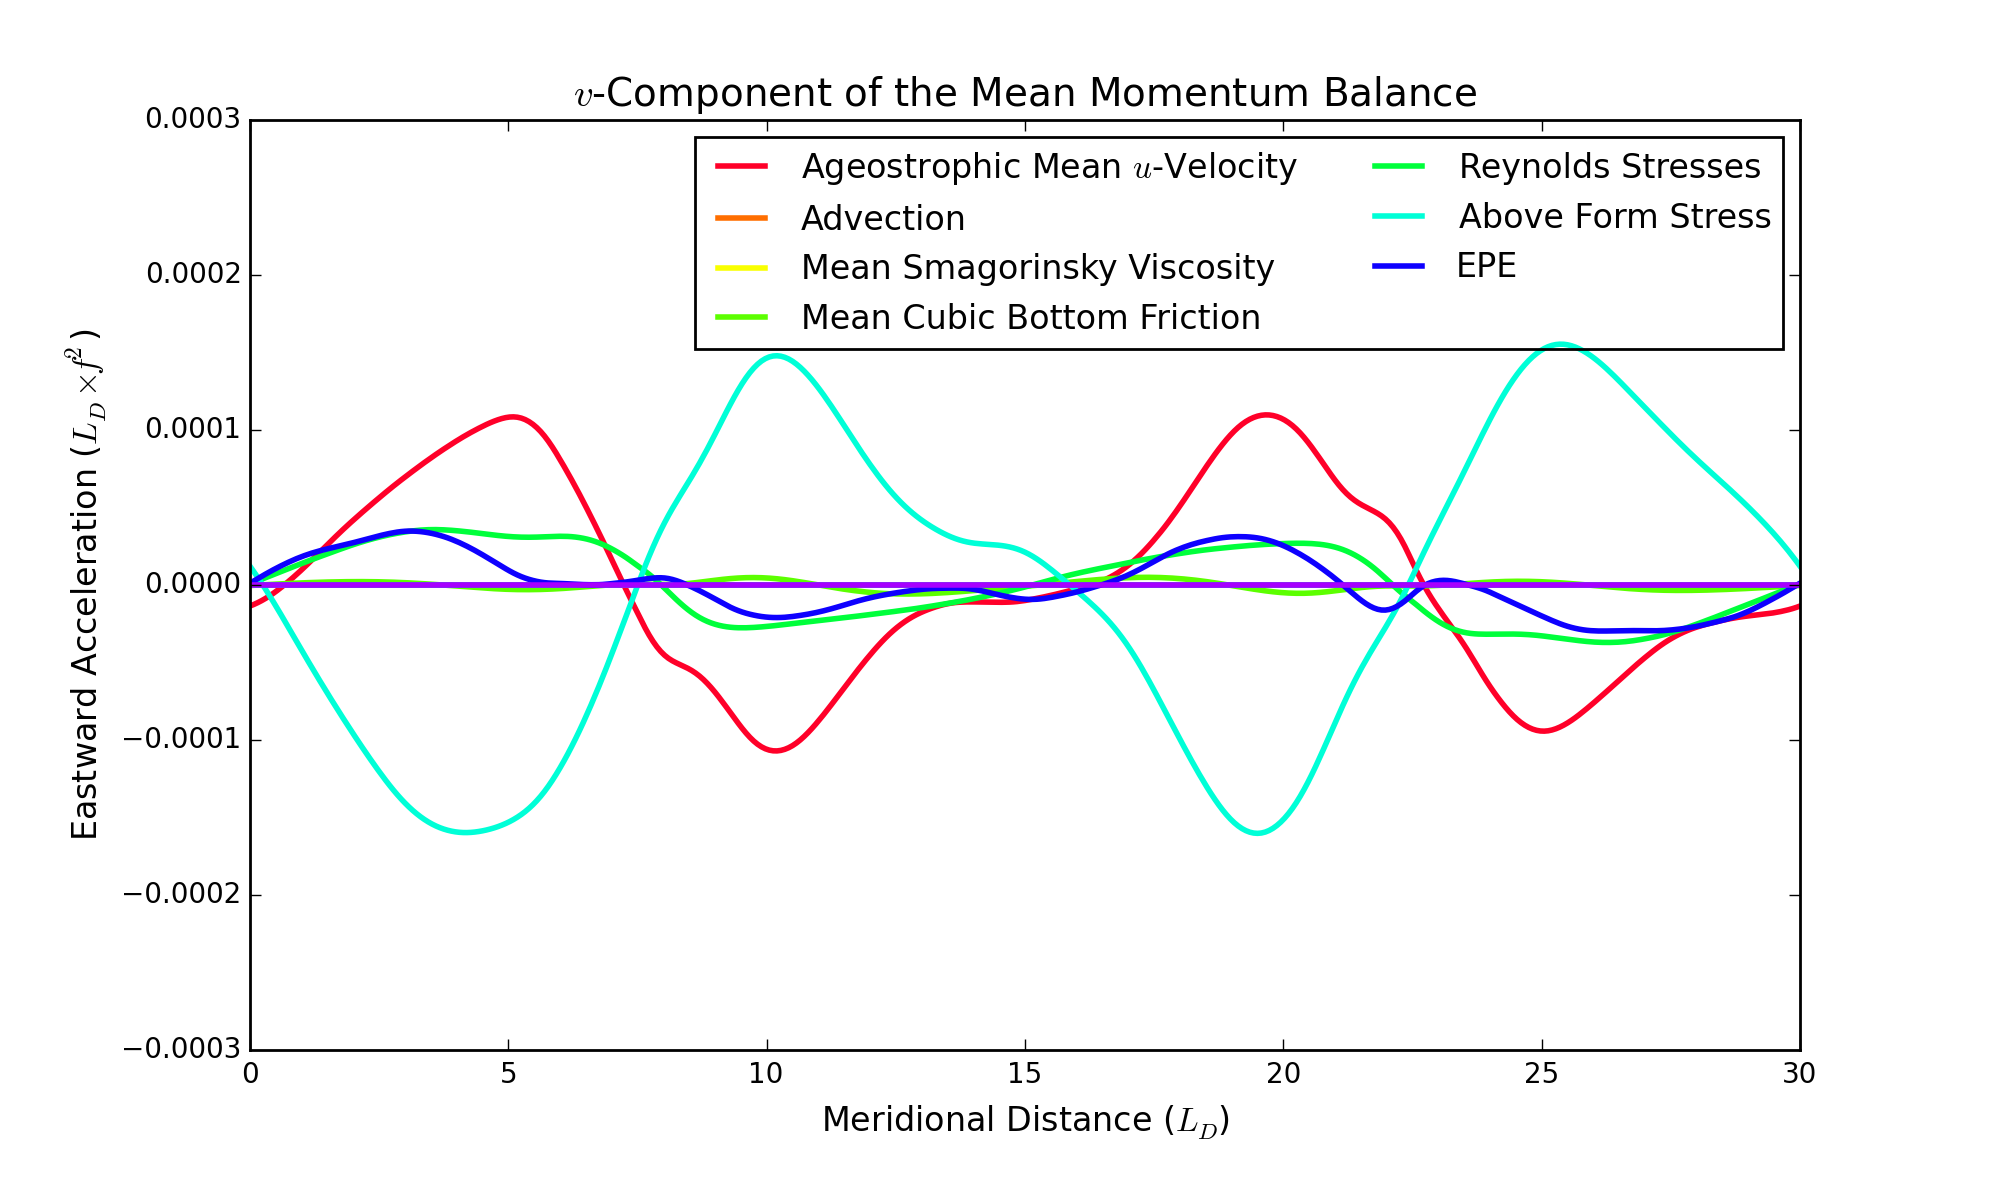 v-Component of the Mean Momentum Balance
0.0003
0.0002
0.0001
0.0000
−0.0001
−0.0002
−0.0003
Eastward Acceleration (L_D×f²)
Ageostrophic Mean u-Velocity
Advection
Mean Smagorinsky Viscosity
Mean Cubic Bottom Friction
Reynolds Stresses
Above Form Stress
EPE
0 5 10 15 20 25 30
Meridional Distance (L_D)